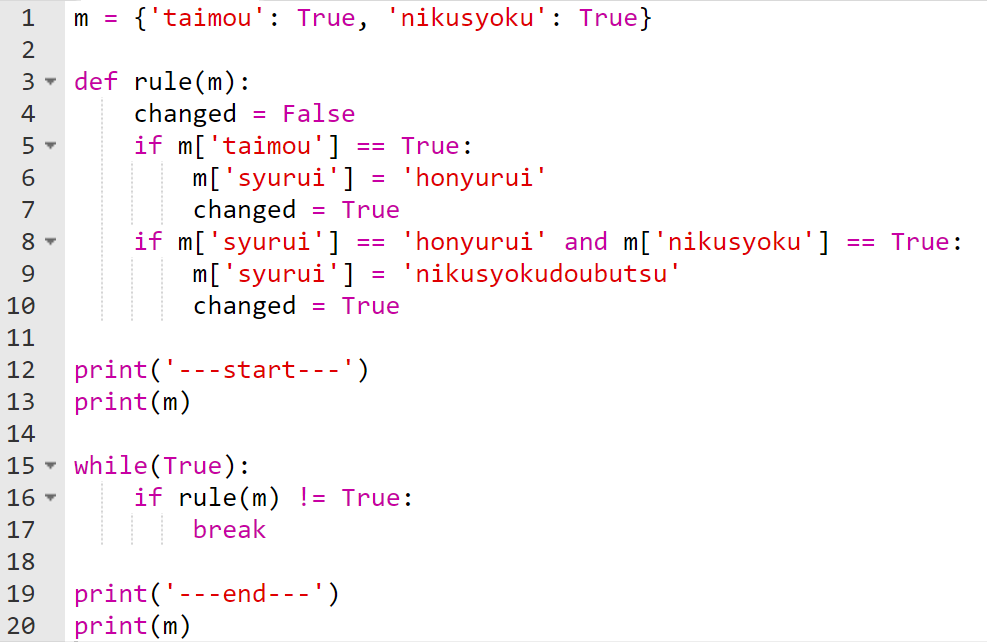 1 m = {'taimou': True, 'nikusyoku': True}
2
3 def rule(m):
4     changed = False
5     if m['taimou'] == True:
6         m['syurui'] = 'honyurui'
7         changed = True
8     if m['syurui'] == 'honyurui' and m['nikusyoku'] == True:
9         m['syurui'] = 'nikusyokudoubutsu'
10         changed = True
11
12 print('---start---')
13 print(m)
14
15 while(True):
16     if rule(m) != True:
17         break
18
19 print('---end---')
20 print(m)